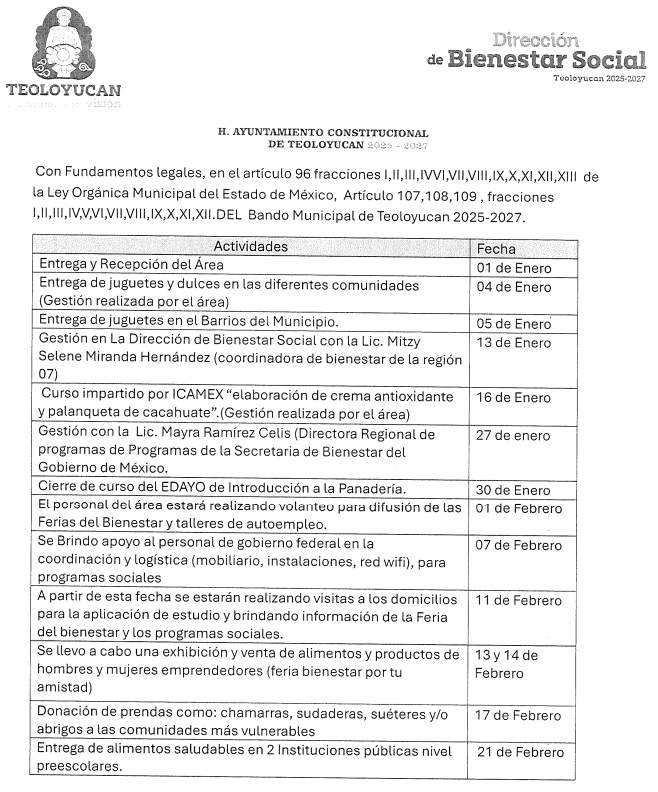 TEOLOYUCAN
Dirección
de Bienestar Social
Teoloyucan 2025-2027
H. AYUNTAMIENTO CONSTITUCIONAL
DE TEOLOYUCAN 2025 - 2027
Con Fundamentos legales, en el artículo 96 fracciones I,II,III,IVVI,VII,VIII,IX,X,XI,XII,XIII de
la Ley Orgánica Municipal del Estado de México, Artículo 107,108,109 , fracciones
I,II,III,IV,V,VI,VII,VIII,IX,X,XI,XII.DEL Bando Municipal de Teoloyucan 2025-2027.
Actividades Fecha
Entrega y Recepción del Área 01 de Enero
Entrega de juguetes y dulces en las diferentes comunidades 04 de Enero
(Gestión realizada por el área)
Entrega de juguetes en el Barrios del Municipio. 05 de Enero
Gestión en La Dirección de Bienestar Social con la Lic. Mitzy 13 de Enero
Selene Miranda Hernández (coordinadora de bienestar de la región
07)
Curso impartido por ICAMEX “elaboración de crema antioxidante 16 de Enero
y palanqueta de cacahuate”.(Gestión realizada por el área)
Gestión con la Lic. Mayra Ramírez Celis (Directora Regional de 27 de enero
programas de Programas de la Secretaria de Bienestar del
Gobierno de México.
Cierre de curso del EDAYO de Introducción a la Panadería. 30 de Enero
El personal del área estará realizando volanteo para difusión de las 01 de Febrero
Ferias del Bienestar y talleres de autoempleo.
Se Brindo apoyo al personal de gobierno federal en la 07 de Febrero
coordinación y logística (mobiliario, instalaciones, red wifi), para
programas sociales
A partir de esta fecha se estarán realizando visitas a los domicilios 11 de Febrero
para la aplicación de estudio y brindando información de la Feria
del bienestar y los programas sociales.
Se llevo a cabo una exhibición y venta de alimentos y productos de 13 y 14 de
hombres y mujeres emprendedores (feria bienestar por tu Febrero
amistad)
Donación de prendas como: chamarras, sudaderas, suéteres y/o 17 de Febrero
abrigos a las comunidades más vulnerables
Entrega de alimentos saludables en 2 Instituciones públicas nivel 21 de Febrero
preescolares.